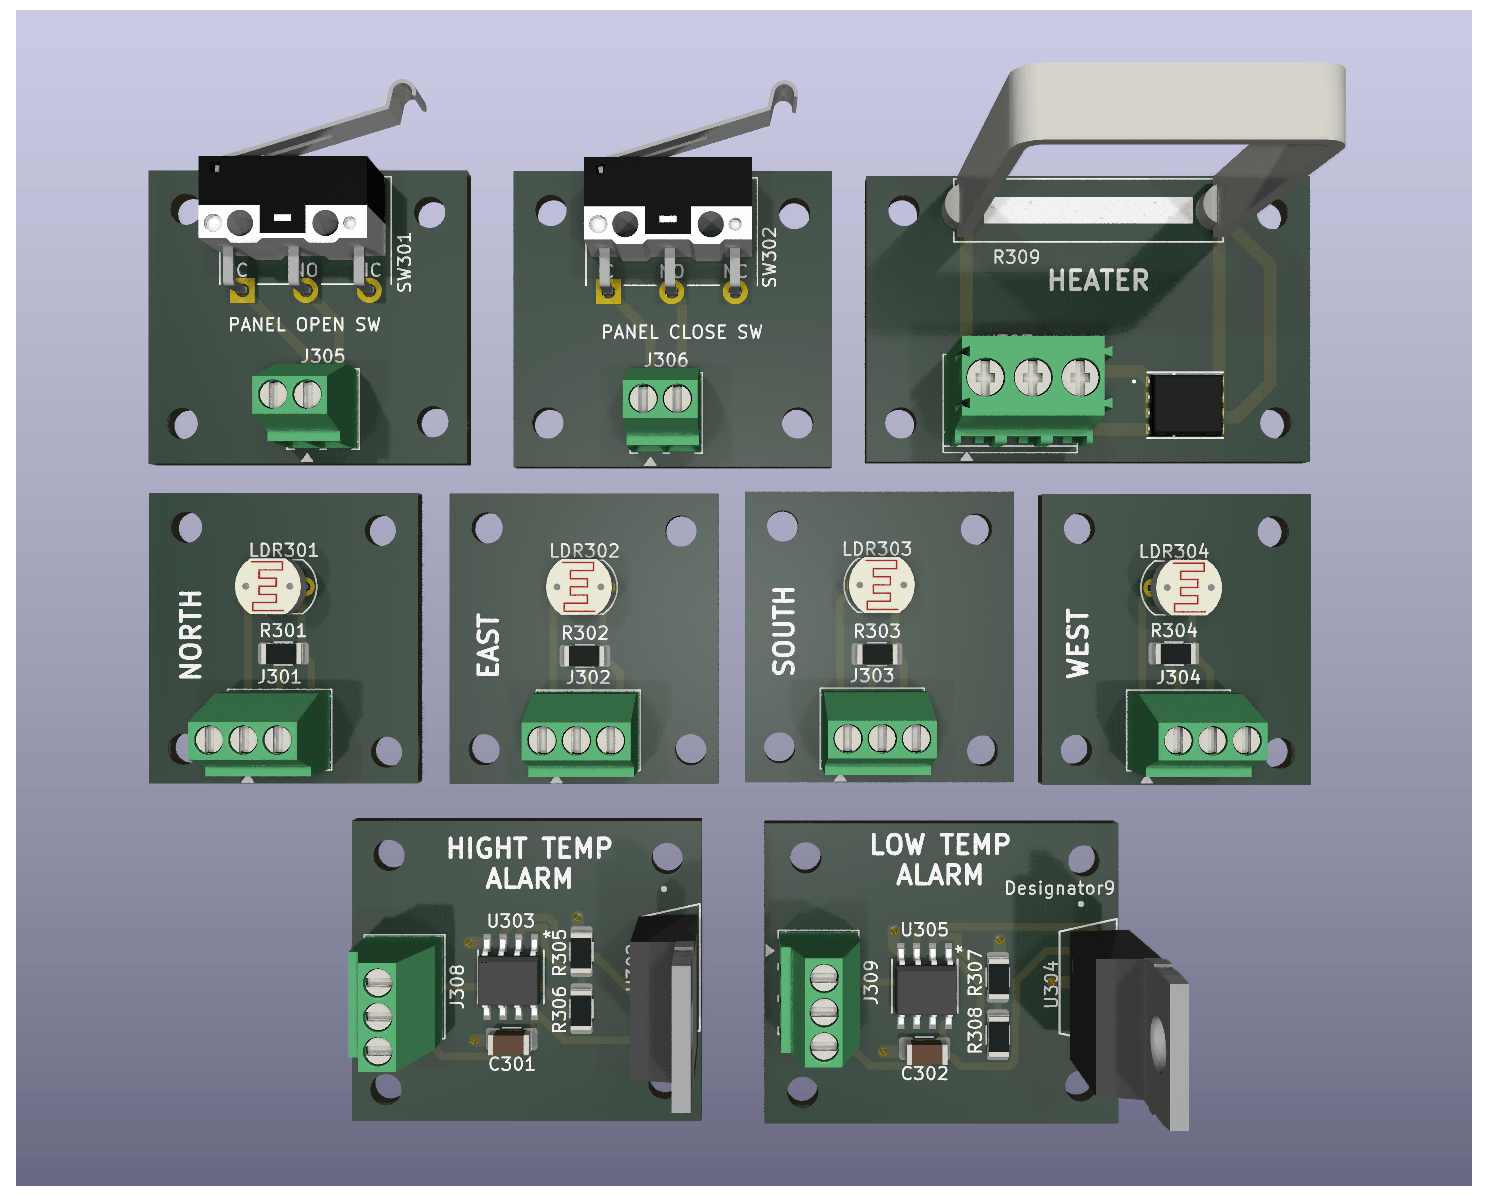 C NO NC
SW301
PANEL OPEN SW
J305
C NO NC
SW302
PANEL CLOSE SW
J306
R309
HEATER
LDR301
NORTH
R301
J301
LDR302
EAST
R302
J302
LDR303
SOUTH
R303
J303
LDR304
WEST
R304
J304
HIGHT TEMP
ALARM
U303
*
R305
J308
R306
C301
LOW TEMP
ALARM
Designator9
U305
*
R307
J309
U304
R308
C302